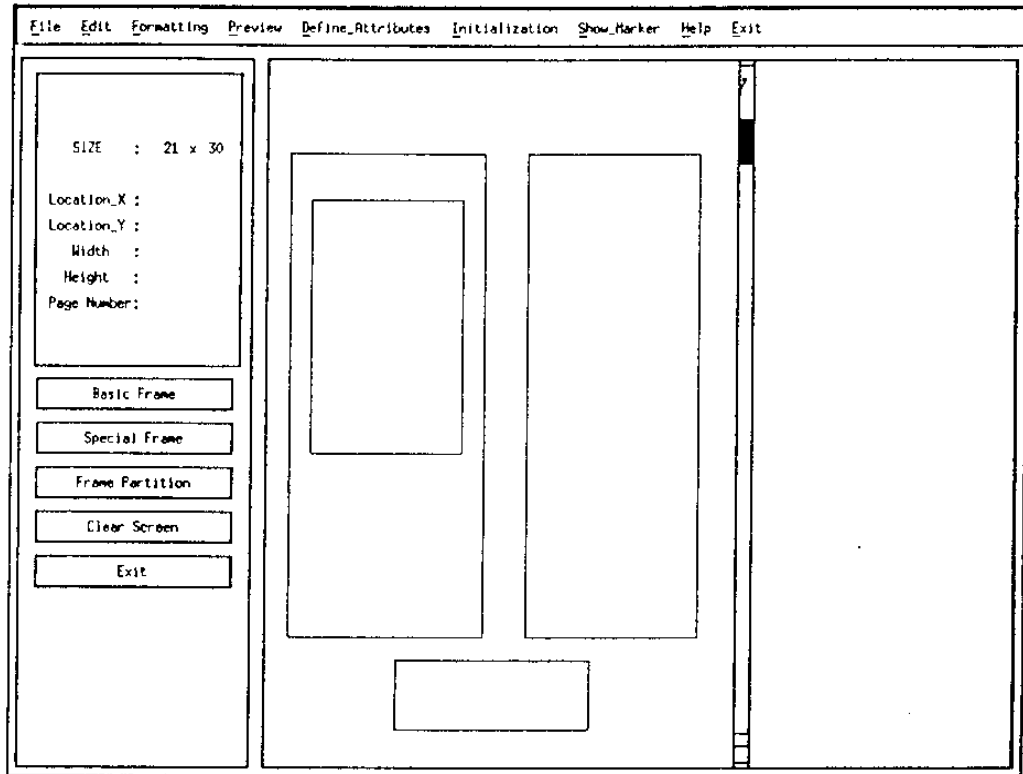 File Edit Formatting Preview Define_Attributes Initialization Show_Marker Help Exit
SIZE : 21 x 30
Location_X :
Location_Y :
Width :
Height :
Page Number:
Basic Frame
Special Frame
Frame Partition
Clear Screen
Exit